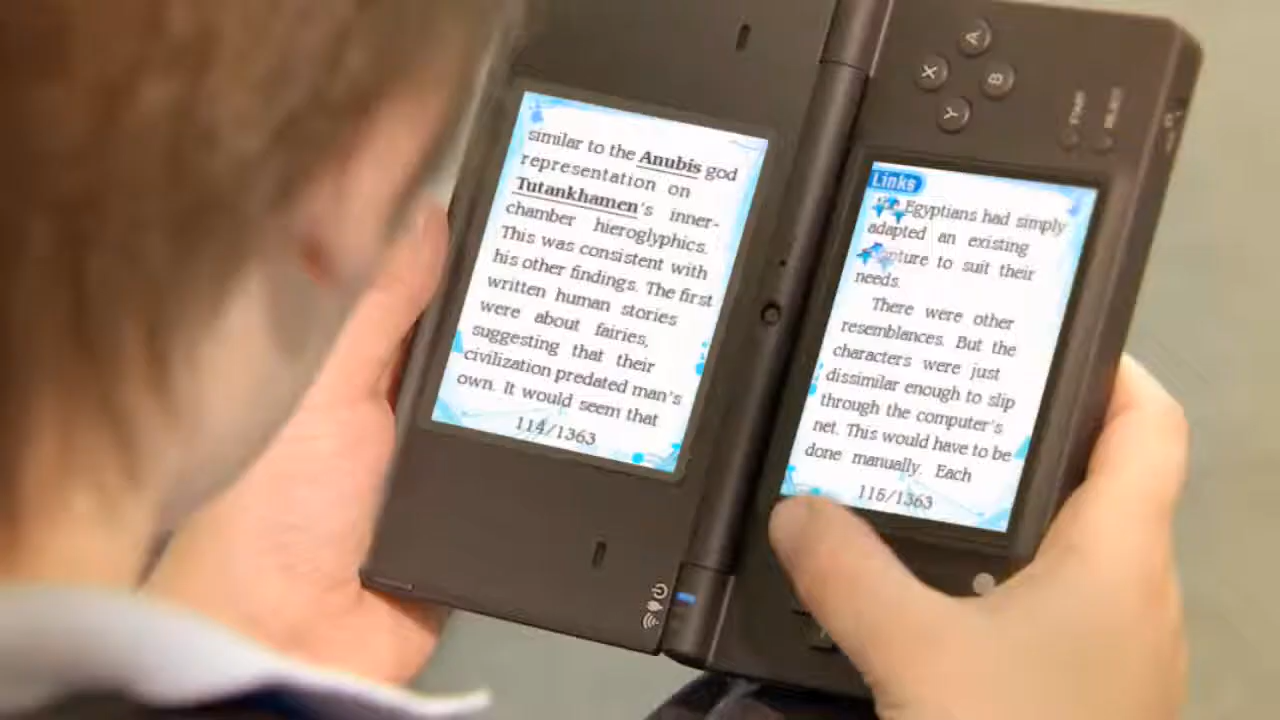 similar to the Anubis god
representation on
Tutankhamen's inner-
chamber hieroglyphics.
This was consistent with
his other findings. The first
written human stories
were about fairies,
suggesting that their
civilization predated man's
own. It would seem that
114/1363
Links
Egyptians had simply
adapted an existing
to suit their
needs.
There were other
resemblances. But the
characters were just
dissimilar enough to slip
through the computer's
net. This would have to be
done manually. Each
115/1363
A
X
B
Y
START
SELECT